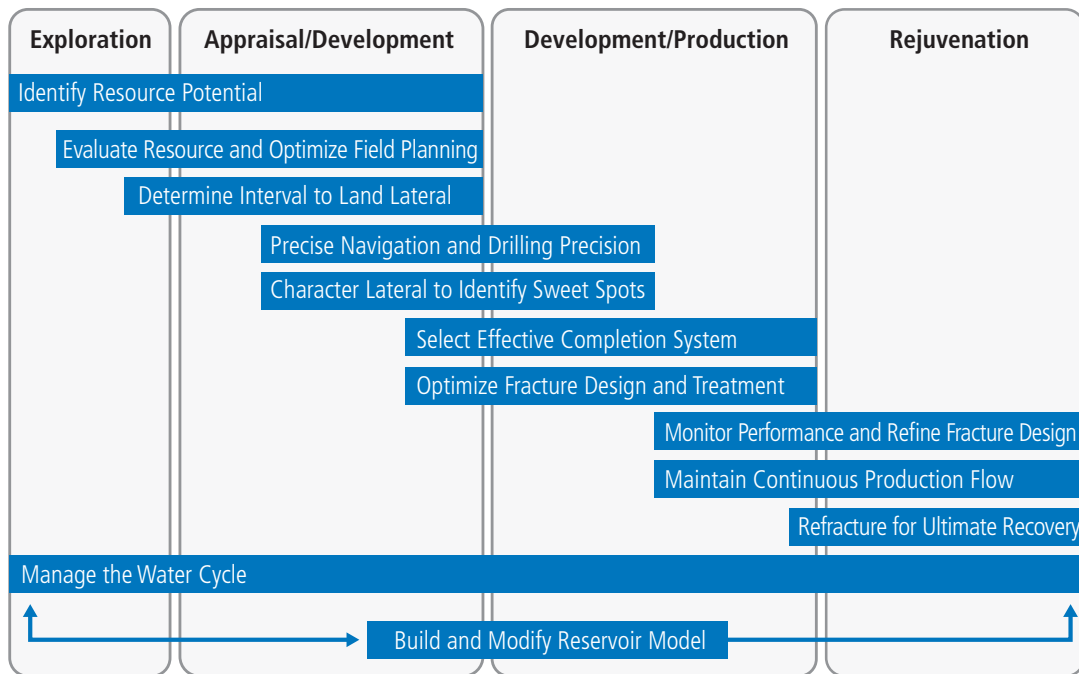 Exploration
Appraisal/Development
Development/Production
Rejuvenation
Identify Resource Potential
Evaluate Resource and Optimize Field Planning
Determine Interval to Land Lateral
Precise Navigation and Drilling Precision
Character Lateral to Identify Sweet Spots
Select Effective Completion System
Optimize Fracture Design and Treatment
Monitor Performance and Refine Fracture Design
Maintain Continuous Production Flow
Refracture for Ultimate Recovery
Manage the Water Cycle
Build and Modify Reservoir Model